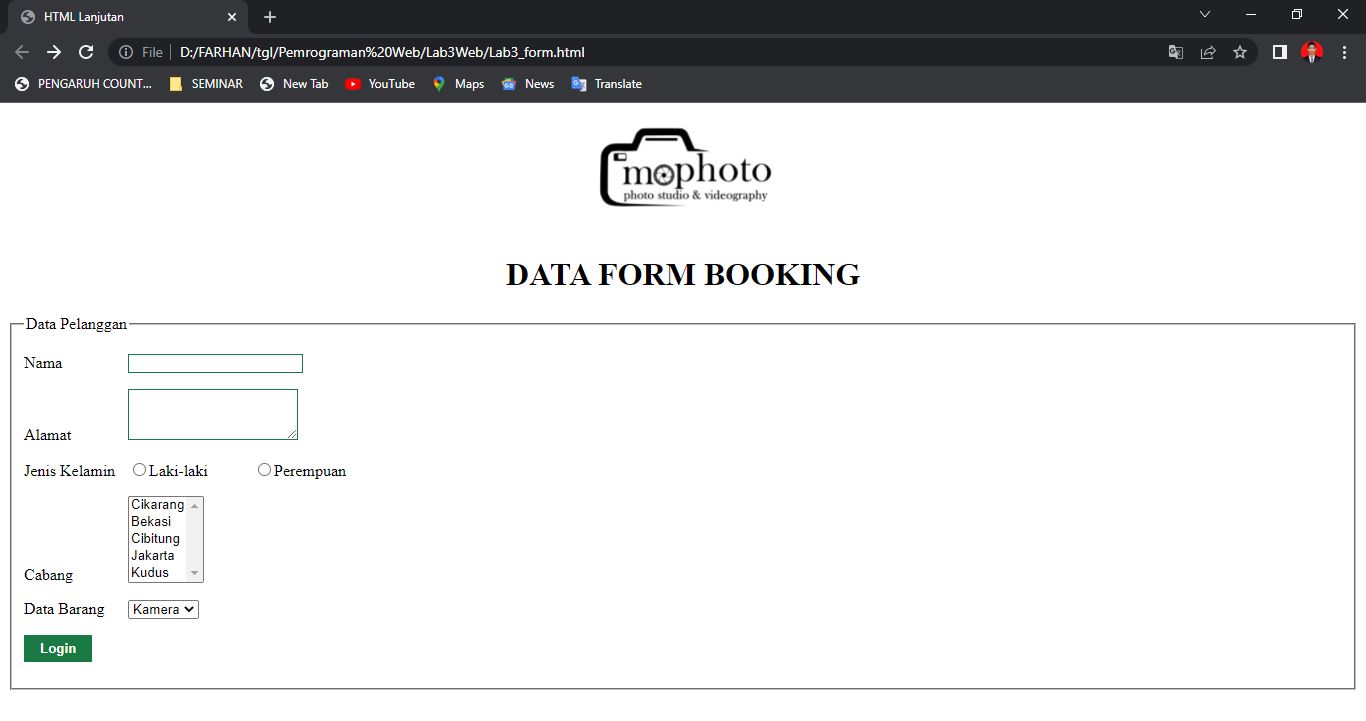 HTML Lanjutan
File
D:/FARHAN/tgl/Pemrograman%20Web/Lab3Web/Lab3_form.html
PENGARUH COUNT... SEMINAR New Tab YouTube Maps News Translate
mophoto
photo studio & videography
DATA FORM BOOKING
Data Pelanggan
Nama
Alamat
Jenis Kelamin Laki-laki Perempuan
Cikarang
Bekasi
Cibitung
Jakarta
Kudus
Cabang
Data Barang Kamera
Login